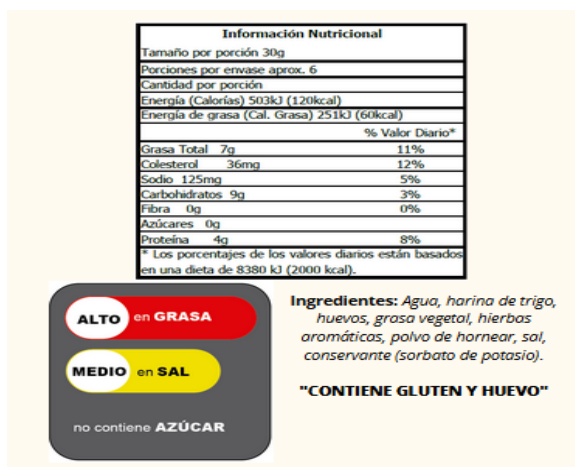 Información Nutricional
Tamaño por porción 30g
Porciones por envase aprox. 6
Cantidad por porción
Energía (Calorías) 503kJ (120kcal)
Energía de grasa (Cal. Grasa) 251kJ (60kcal)
% Valor Diario*
Grasa Total 7g 11%
Colesterol 36mg 12%
Sodio 125mg 5%
Carbohidratos 9g 3%
Fibra 0g 0%
Azúcares 0g
Proteína 4g 8%
* Los porcentajes de los valores diarios están basados
en una dieta de 8380 kJ (2000 kcal).
ALTO en GRASA
MEDIO en SAL
no contiene AZÚCAR
Ingredientes: Agua, harina de trigo,
huevos, grasa vegetal, hierbas
aromáticas, polvo de hornear, sal,
conservante (sorbato de potasio).
"CONTIENE GLUTEN Y HUEVO"